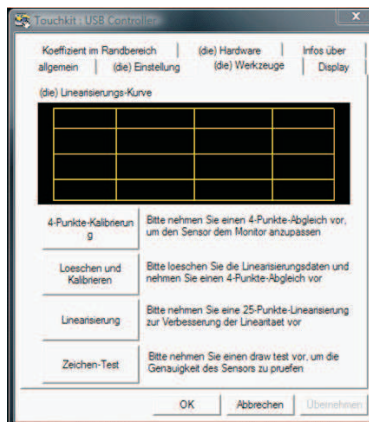 Touchkit : USB Controller
Koeffizient im Randbereich (die) Hardware Infos über
allgemein (die) Einstellung (die) Werkzeuge Display
(die) Linearisierungs-Kurve
4-Punkte-Kalibrierun
g
Bitte nehmen Sie einen 4-Punkte-Abgleich vor,
um den Sensor dem Monitor anzupassen
Loeschen und
Kalibrieren
Bitte loeschen Sie die Linearisierungsdaten und
nehmen Sie einen 4-Punkte-Abgleich vor
Linearisierung
Bitte nehmen Sie eine 25-Punkte-Linearisierung
zur Verbesserung der Lineartaet vor
Zeichen-Test
Bitte nehmen Sie einen draw test vor, um die
Genauigkeit des Sensors zu pruefen
OK Abbrechen Übernehmen